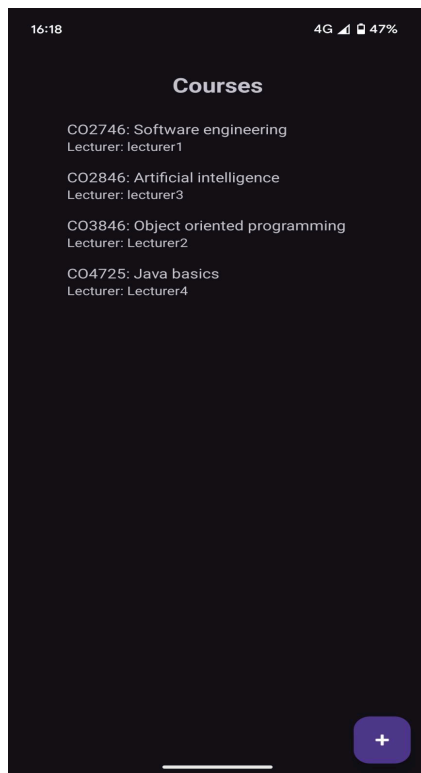 16:18
4G 47%
Courses
CO2746: Software engineering
Lecturer: lecturer1
CO2846: Artificial intelligence
Lecturer: lecturer3
CO3846: Object oriented programming
Lecturer: Lecturer2
CO4725: Java basics
Lecturer: Lecturer4
+